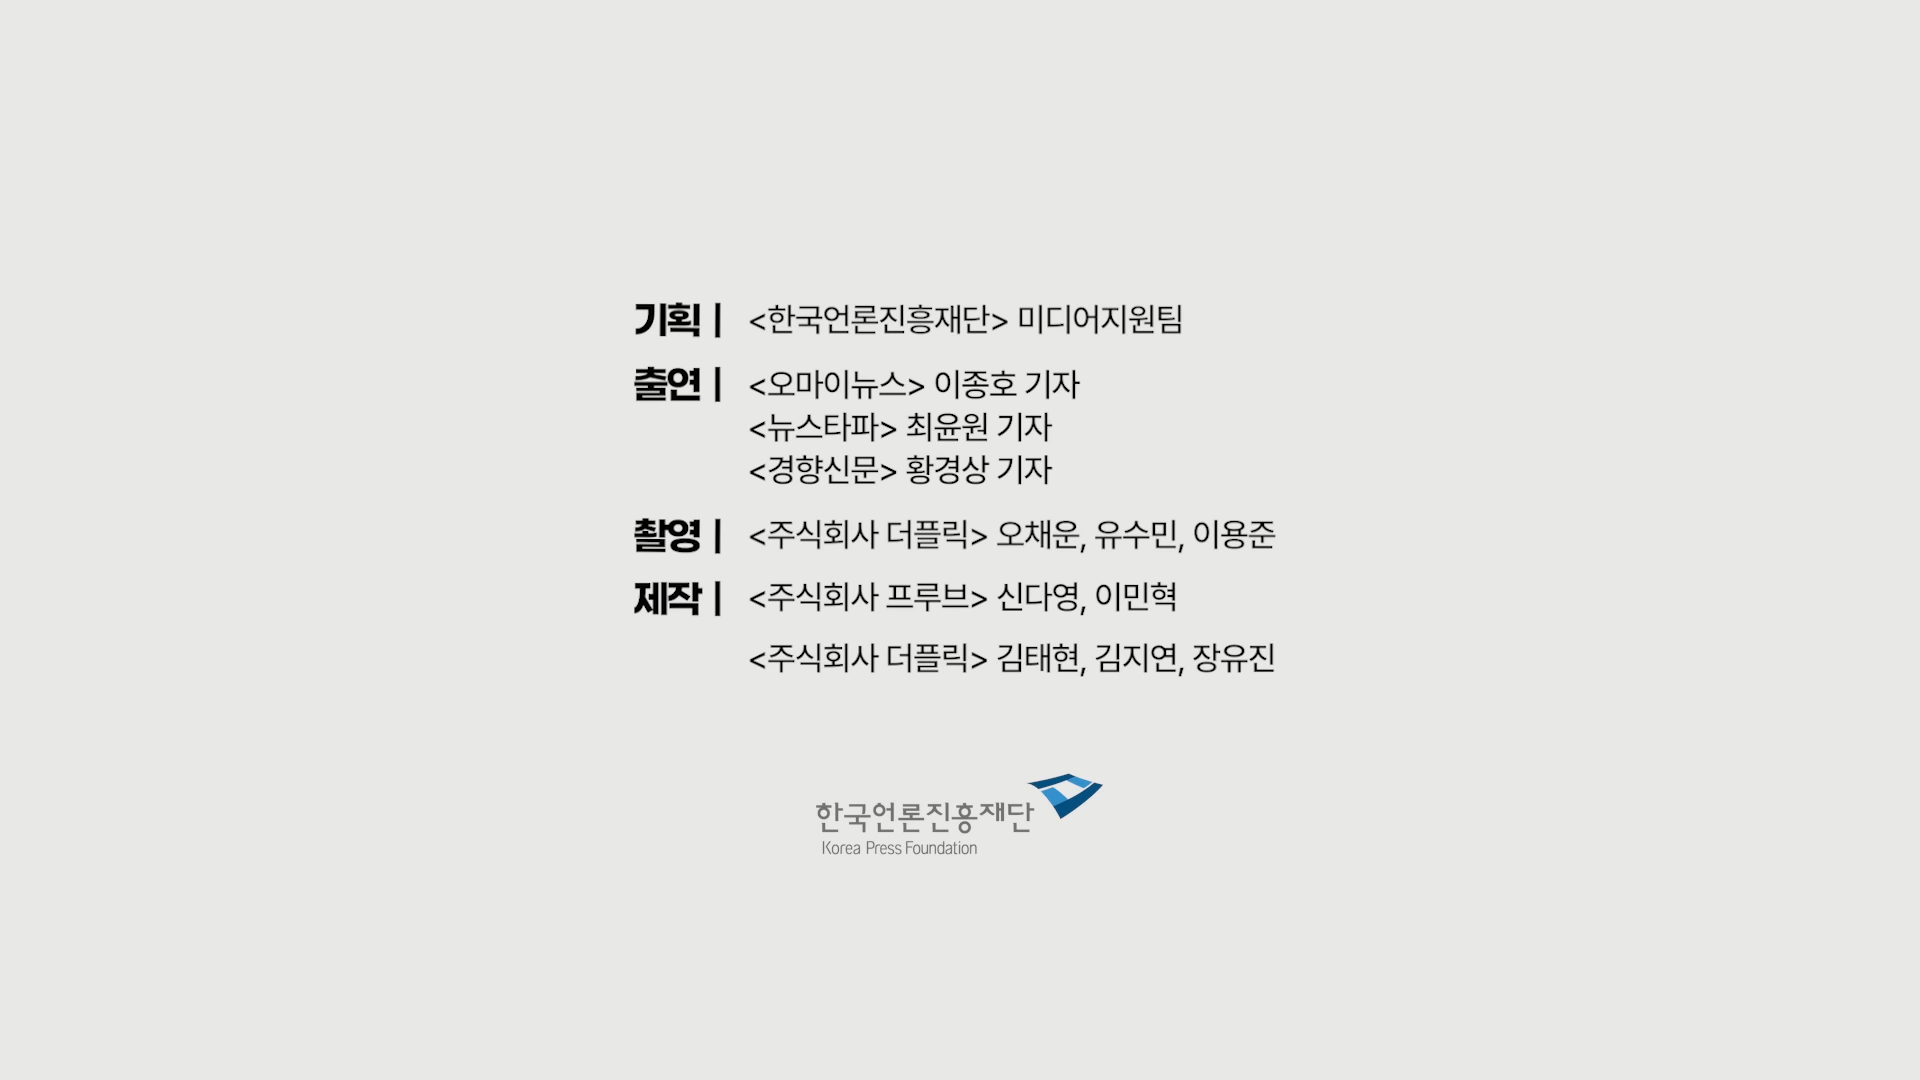 기획 | <한국언론진흥재단> 미디어지원팀
출연 | <오마이뉴스> 이종호 기자
<뉴스타파> 최윤원 기자
<경향신문> 황경상 기자
촬영 | <주식회사 더플릭> 오채운, 유수민, 이용준
제작 | <주식회사 프루브> 신다영, 이민혁
<주식회사 더플릭> 김태현, 김지연, 장유진
한국언론진흥재단
Korea Press Foundation